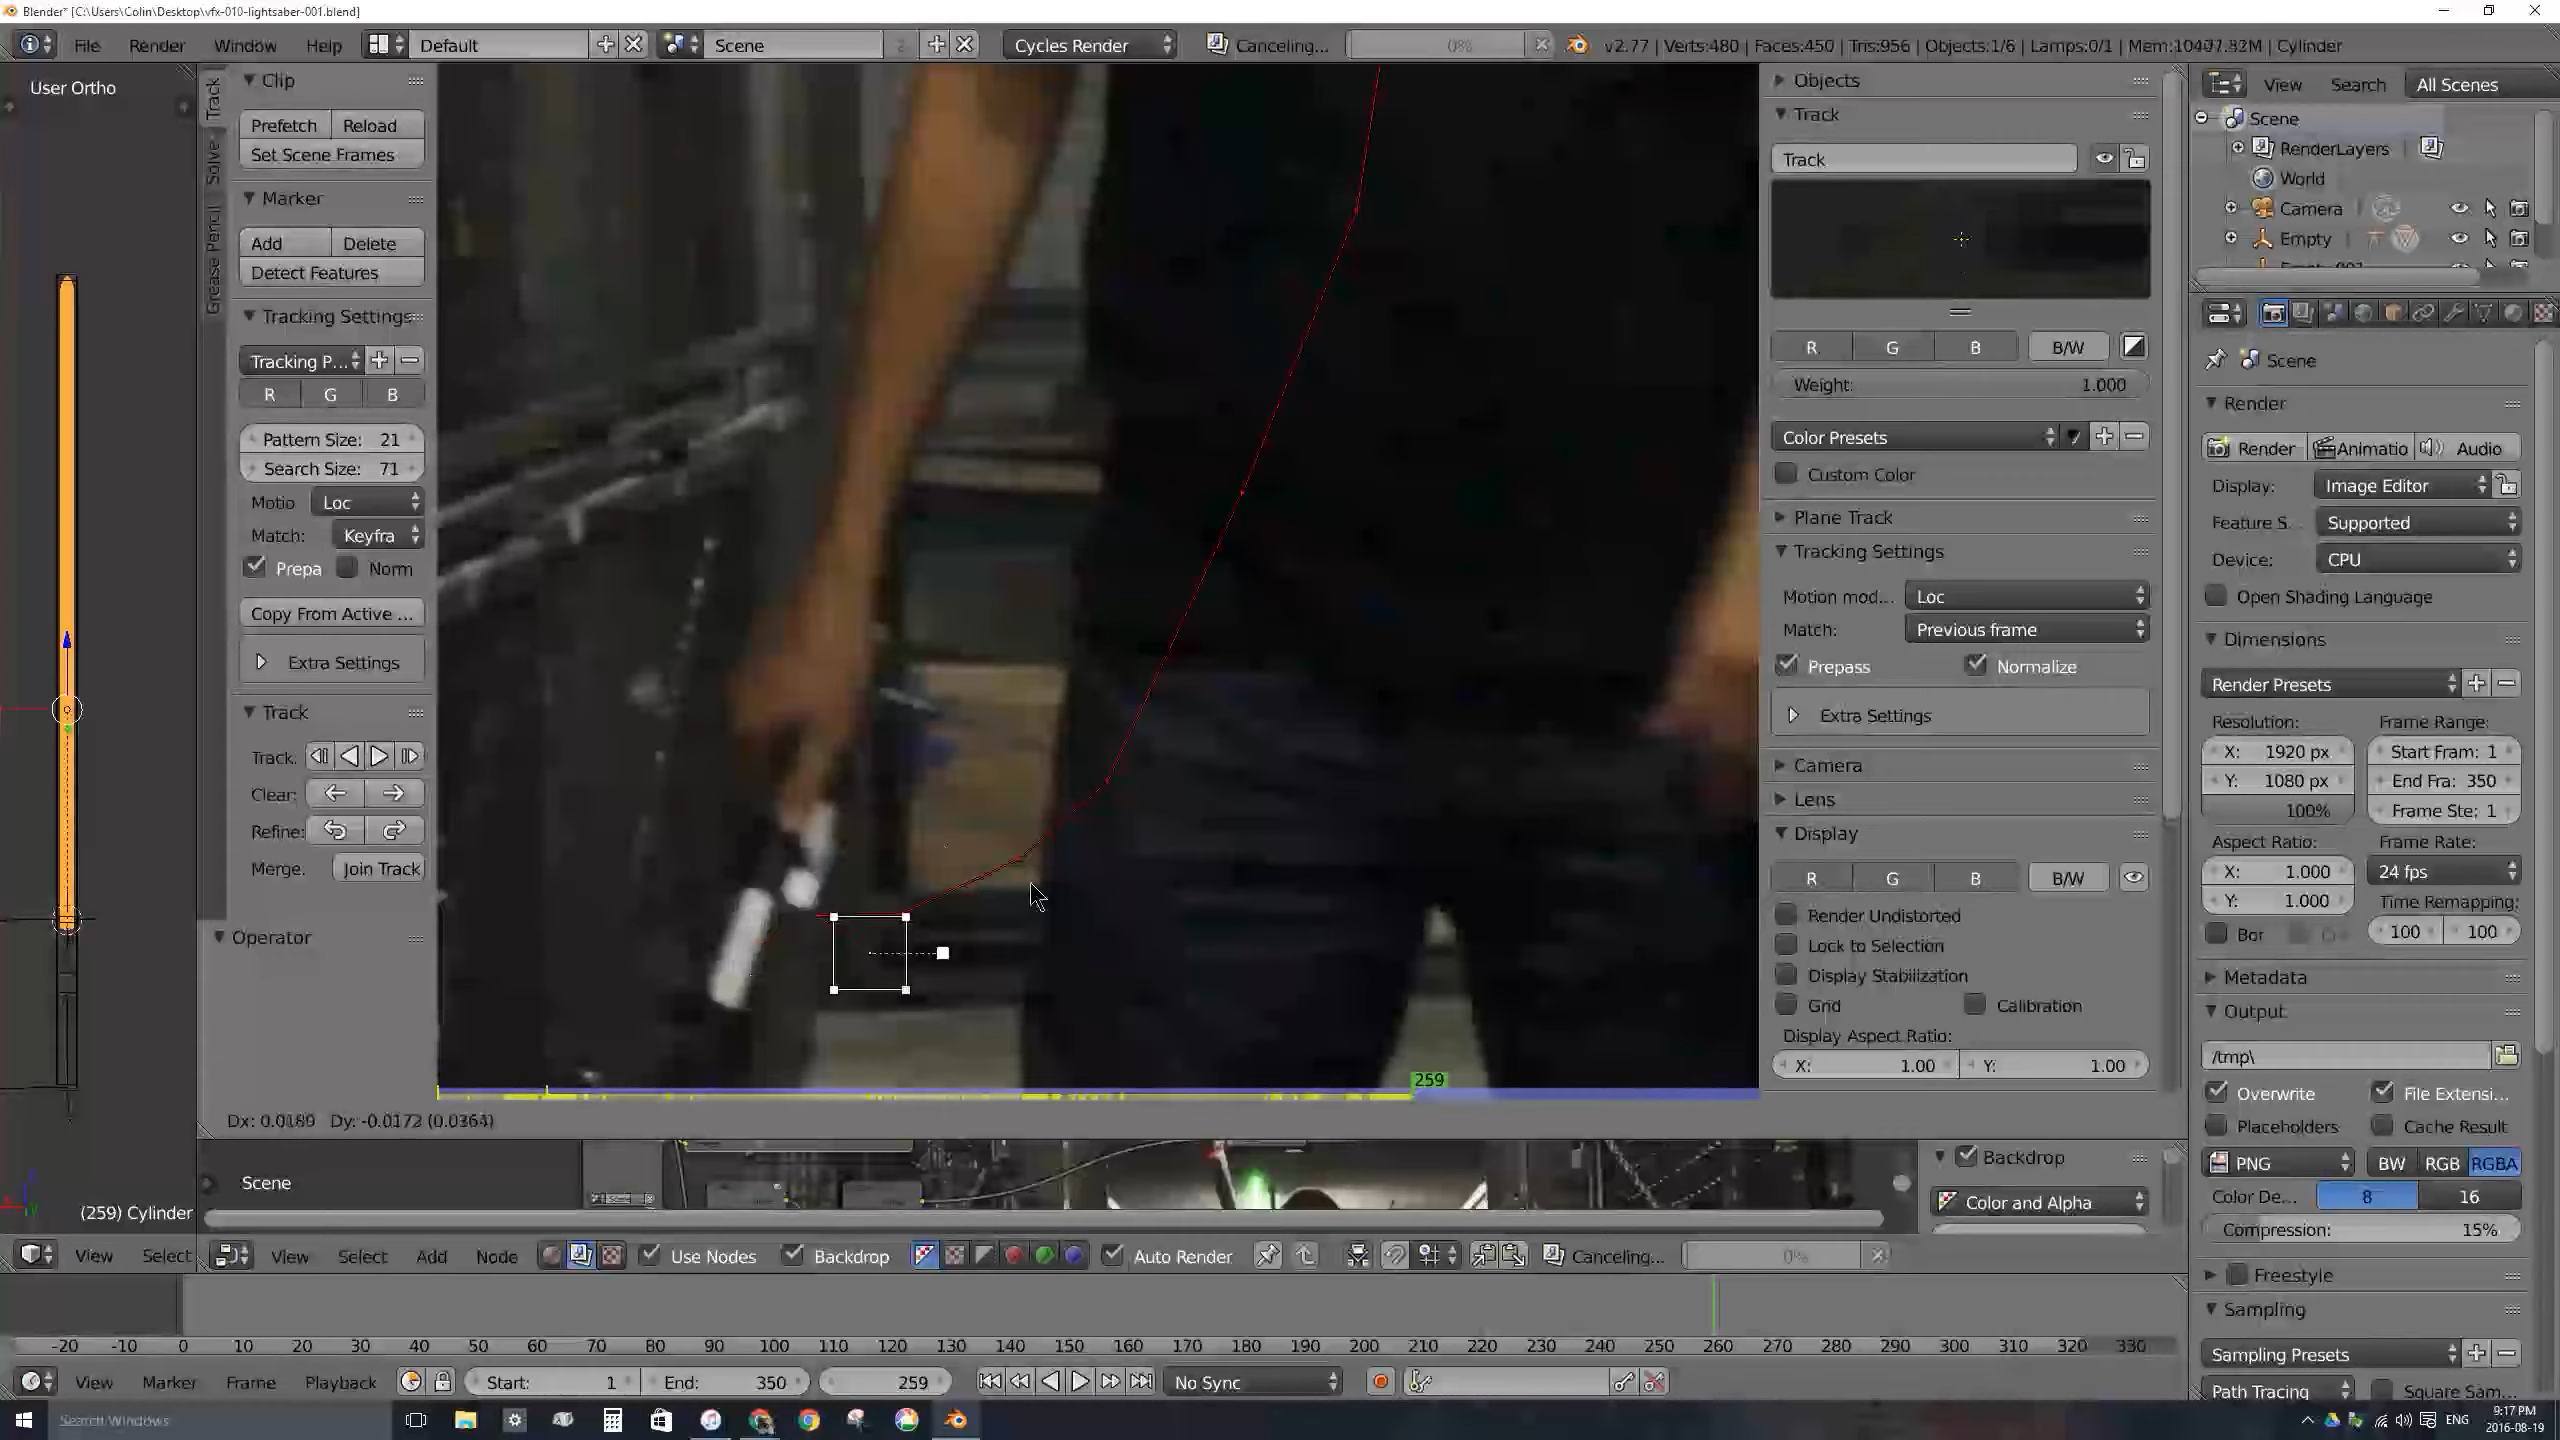 Blender* [C:\Users\Colin\Desktop\vfx-010-lightsaber-001.blend]
File Render Window Help Default Scene 2 Cycles Render Canceling... 0% v2.77 | Verts:480 | Faces:450 | Tris:956 | Objects:1/6 | Lamps:0/1 | | Cylinder
User Ortho
Track
Solve
Grease Pencil
Clip
Prefetch Reload
Set Scene Frames
Marker
Add Delete
Detect Features
Tracking Settings
Tracking P...
R G B
Pattern Size: 21
Search Size: 71
Motio Loc
Match: Keyfra
Prepa Norm
Copy From Active ...
Extra Settings
Track
Track:
Clear:
Refine:
Merge: Join Track
Operator
259
Dx: 0.0189 Dy: -0.0172 (0.0364)
Objects
Track
Track
R G B B/W
Weight: 1.000
Color Presets
Custom Color
Plane Track
Tracking Settings
Motion mod... Loc
Match: Previous frame
Prepass Normalize
Extra Settings
Camera
Lens
Display
R G B B/W
Render Undistorted
Lock to Selection
Display Stabilization
Grid Calibration
Display Aspect Ratio:
X: 1.00 Y: 1.00
View Search All Scenes
Scene
RenderLayers
World
Camera
Empty
Scene
Render
Render Animatio Audio
Display: Image Editor
Feature S... Supported
Device: CPU
Open Shading Language
Dimensions
Render Presets
Resolution: Frame Range:
X: 1920 px Start Fram: 1
Y: 1080 px End Fra: 350
100% Frame Ste: 1
Aspect Ratio: Frame Rate:
X: 1.000 24 fps
Y: 1.000 Time Remapping:
Bor 100 100
Metadata
Output
/tmp\
Overwrite File Extensi...
Placeholders Cache Result
PNG BW RGB RGBA
Color De... 8 16
Compression: 15%
Freestyle
Sampling
Sampling Presets
Path Tracing Square Sam...
Scene
Backdrop
Color and Alpha
(259) Cylinder
View Select View Select Add Node Use Nodes Backdrop Auto Render Canceling... 0%
-20 -10 0 10 20 30 40 50 60 70 80 90 100 110 120 130 140 150 160 170 180 190 200 210 220 230 240 250 260 270 280 290 300 310 320 330
View Marker Frame Playback Start: 1 End: 350 259 No Sync
Search Windows
ENG
9:17 PM
2016-08-19